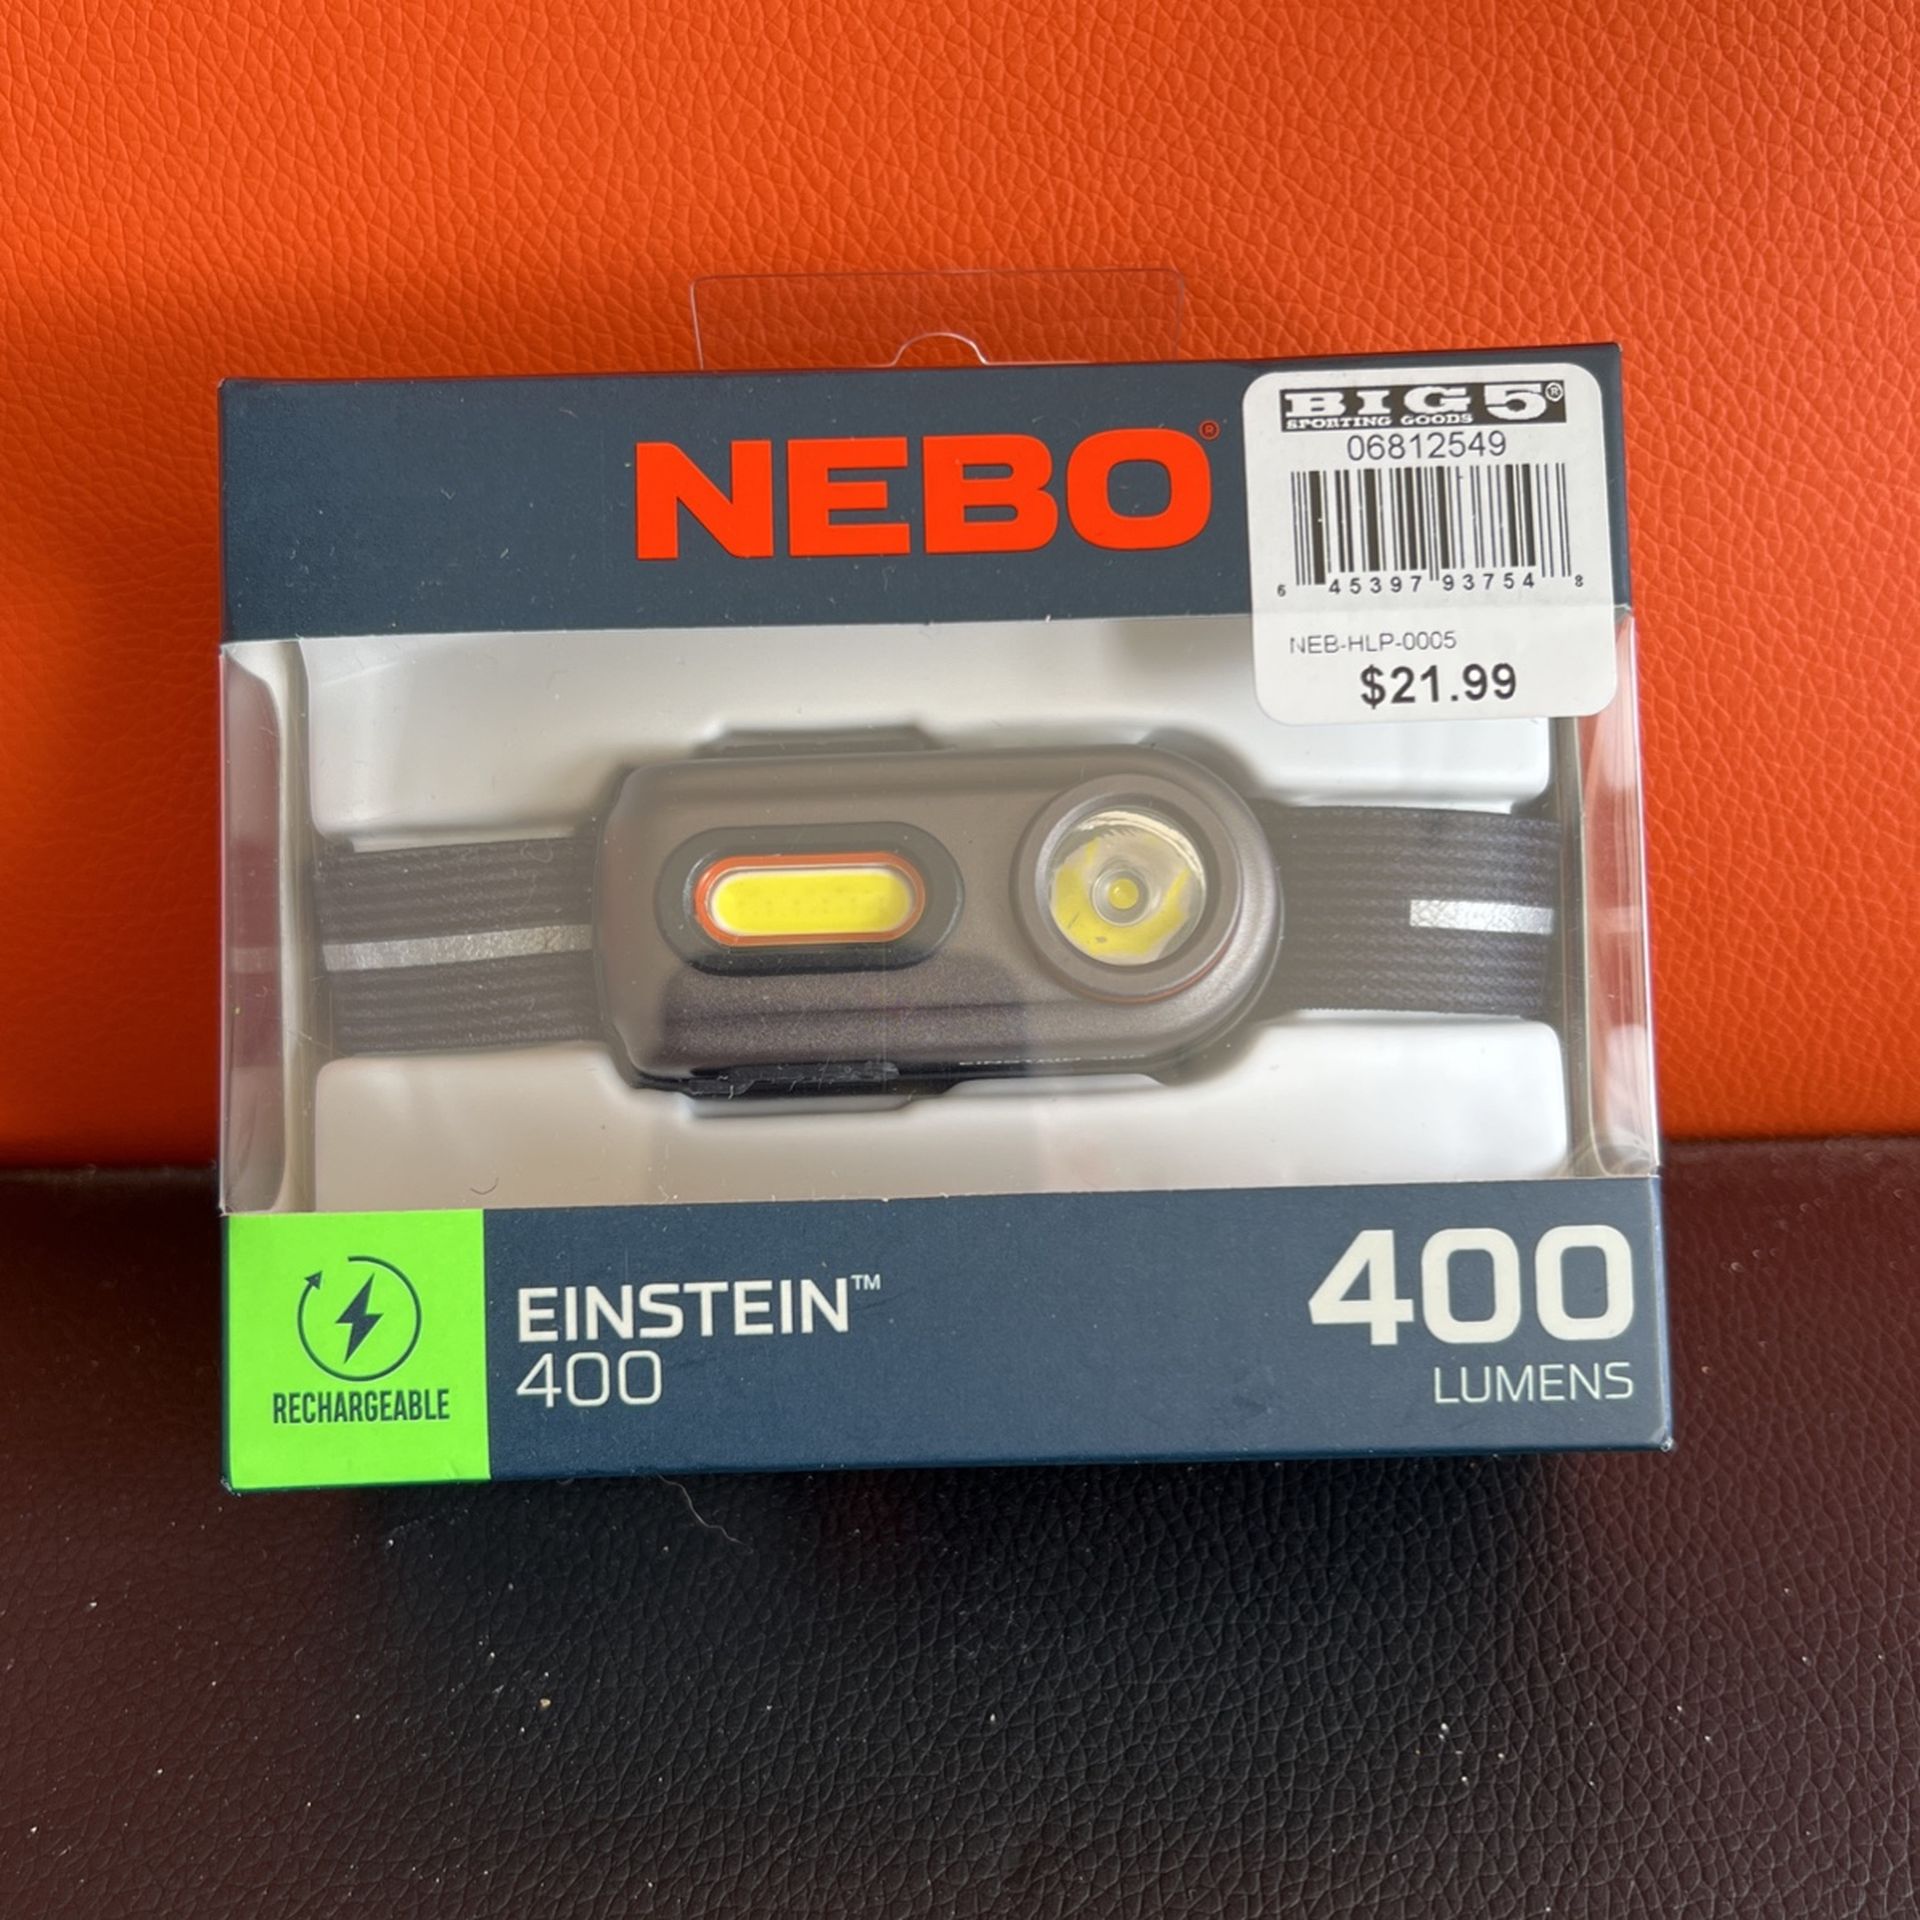 NEBO®
BIG 5®
SPORTING GOODS
06812549
6 45397 93754 8
NEB-HLP-0005
$21.99
RECHARGEABLE
EINSTEIN™
400
400
LUMENS